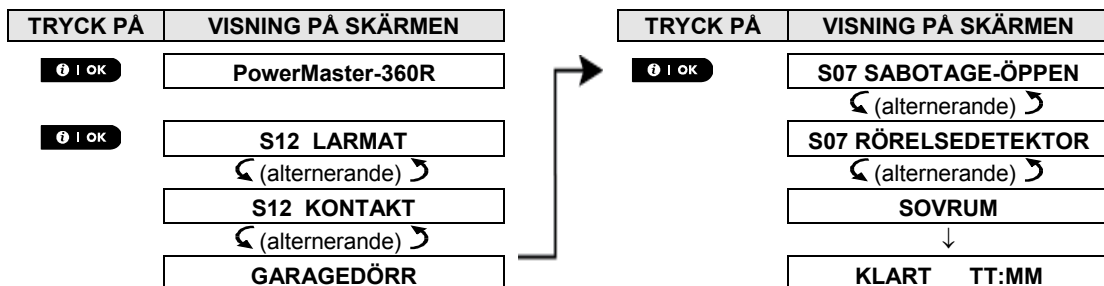 TRYCK PÅ VISNING PÅ SKÄRMEN
i | OK PowerMaster-360R
i | OK S12 LARMAT
(alternerande)
S12 KONTAKT
(alternerande)
GARAGEDÖRR
TRYCK PÅ VISNING PÅ SKÄRMEN
i | OK S07 SABOTAGE-ÖPPEN
(alternerande)
S07 RÖRELSEDETEKTOR
(alternerande)
SOVRUM
↓
KLART TT:MM